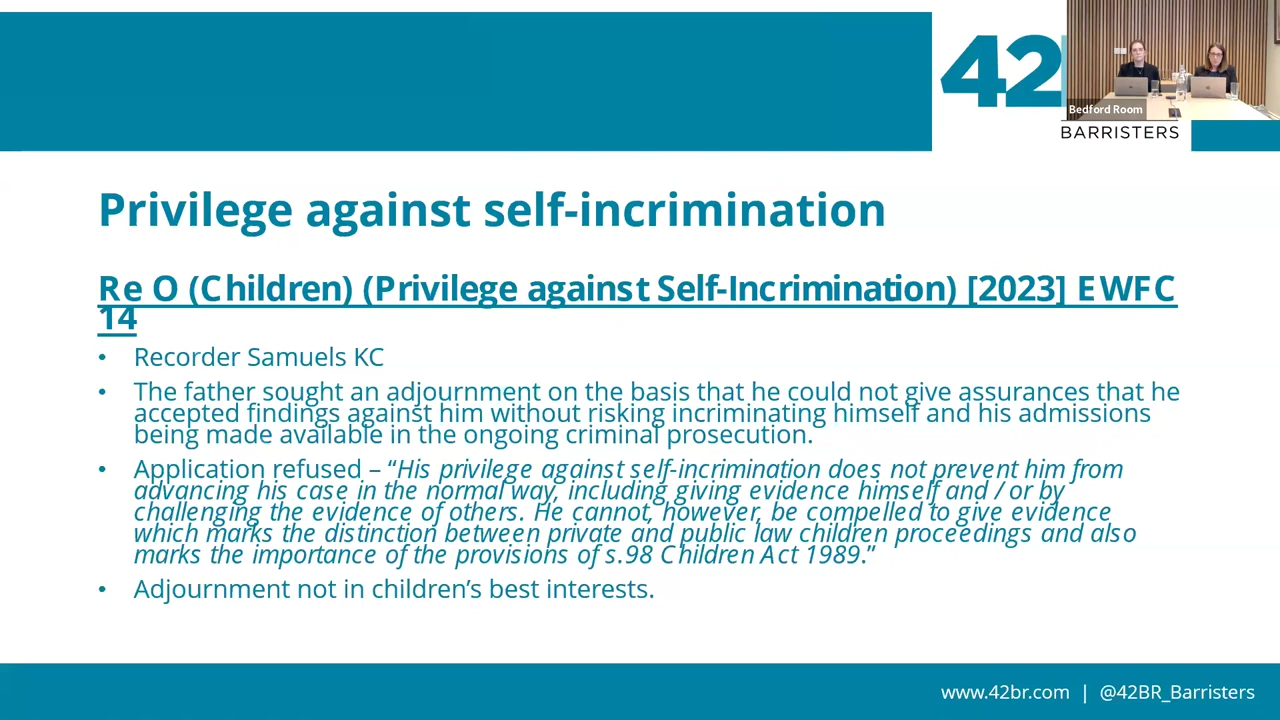 42
Bedford Room
BARRISTERS
Privilege against self-incrimination
Re O (Children) (Privilege against Self-Incrimination) [2023] EWFC
14
• Recorder Samuels KC
• The father sought an adjournment on the basis that he could not give assurances that he
accepted findings against him without risking incriminating himself and his admissions
being made available in the ongoing criminal prosecution.
• Application refused – “His privilege against self-incrimination does not prevent him from
advancing his case in the normal way, including giving evidence himself and / or by
challenging the evidence of others. He cannot, however, be compelled to give evidence
which marks the distinction between private and public law children proceedings and also
marks the importance of the provisions of s.98 Children Act 1989.”
• Adjournment not in children’s best interests.
www.42br.com | @42BR_Barristers